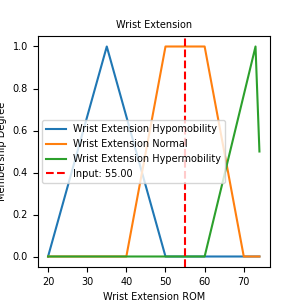 Wrist Extension
1.0
0.8
0.6
0.4
0.2
0.0
Membership Degree
Wrist Extension Hypomobility
Wrist Extension Normal
Wrist Extension Hypermobility
Input: 55.00
20 30 40 50 60 70
Wrist Extension ROM